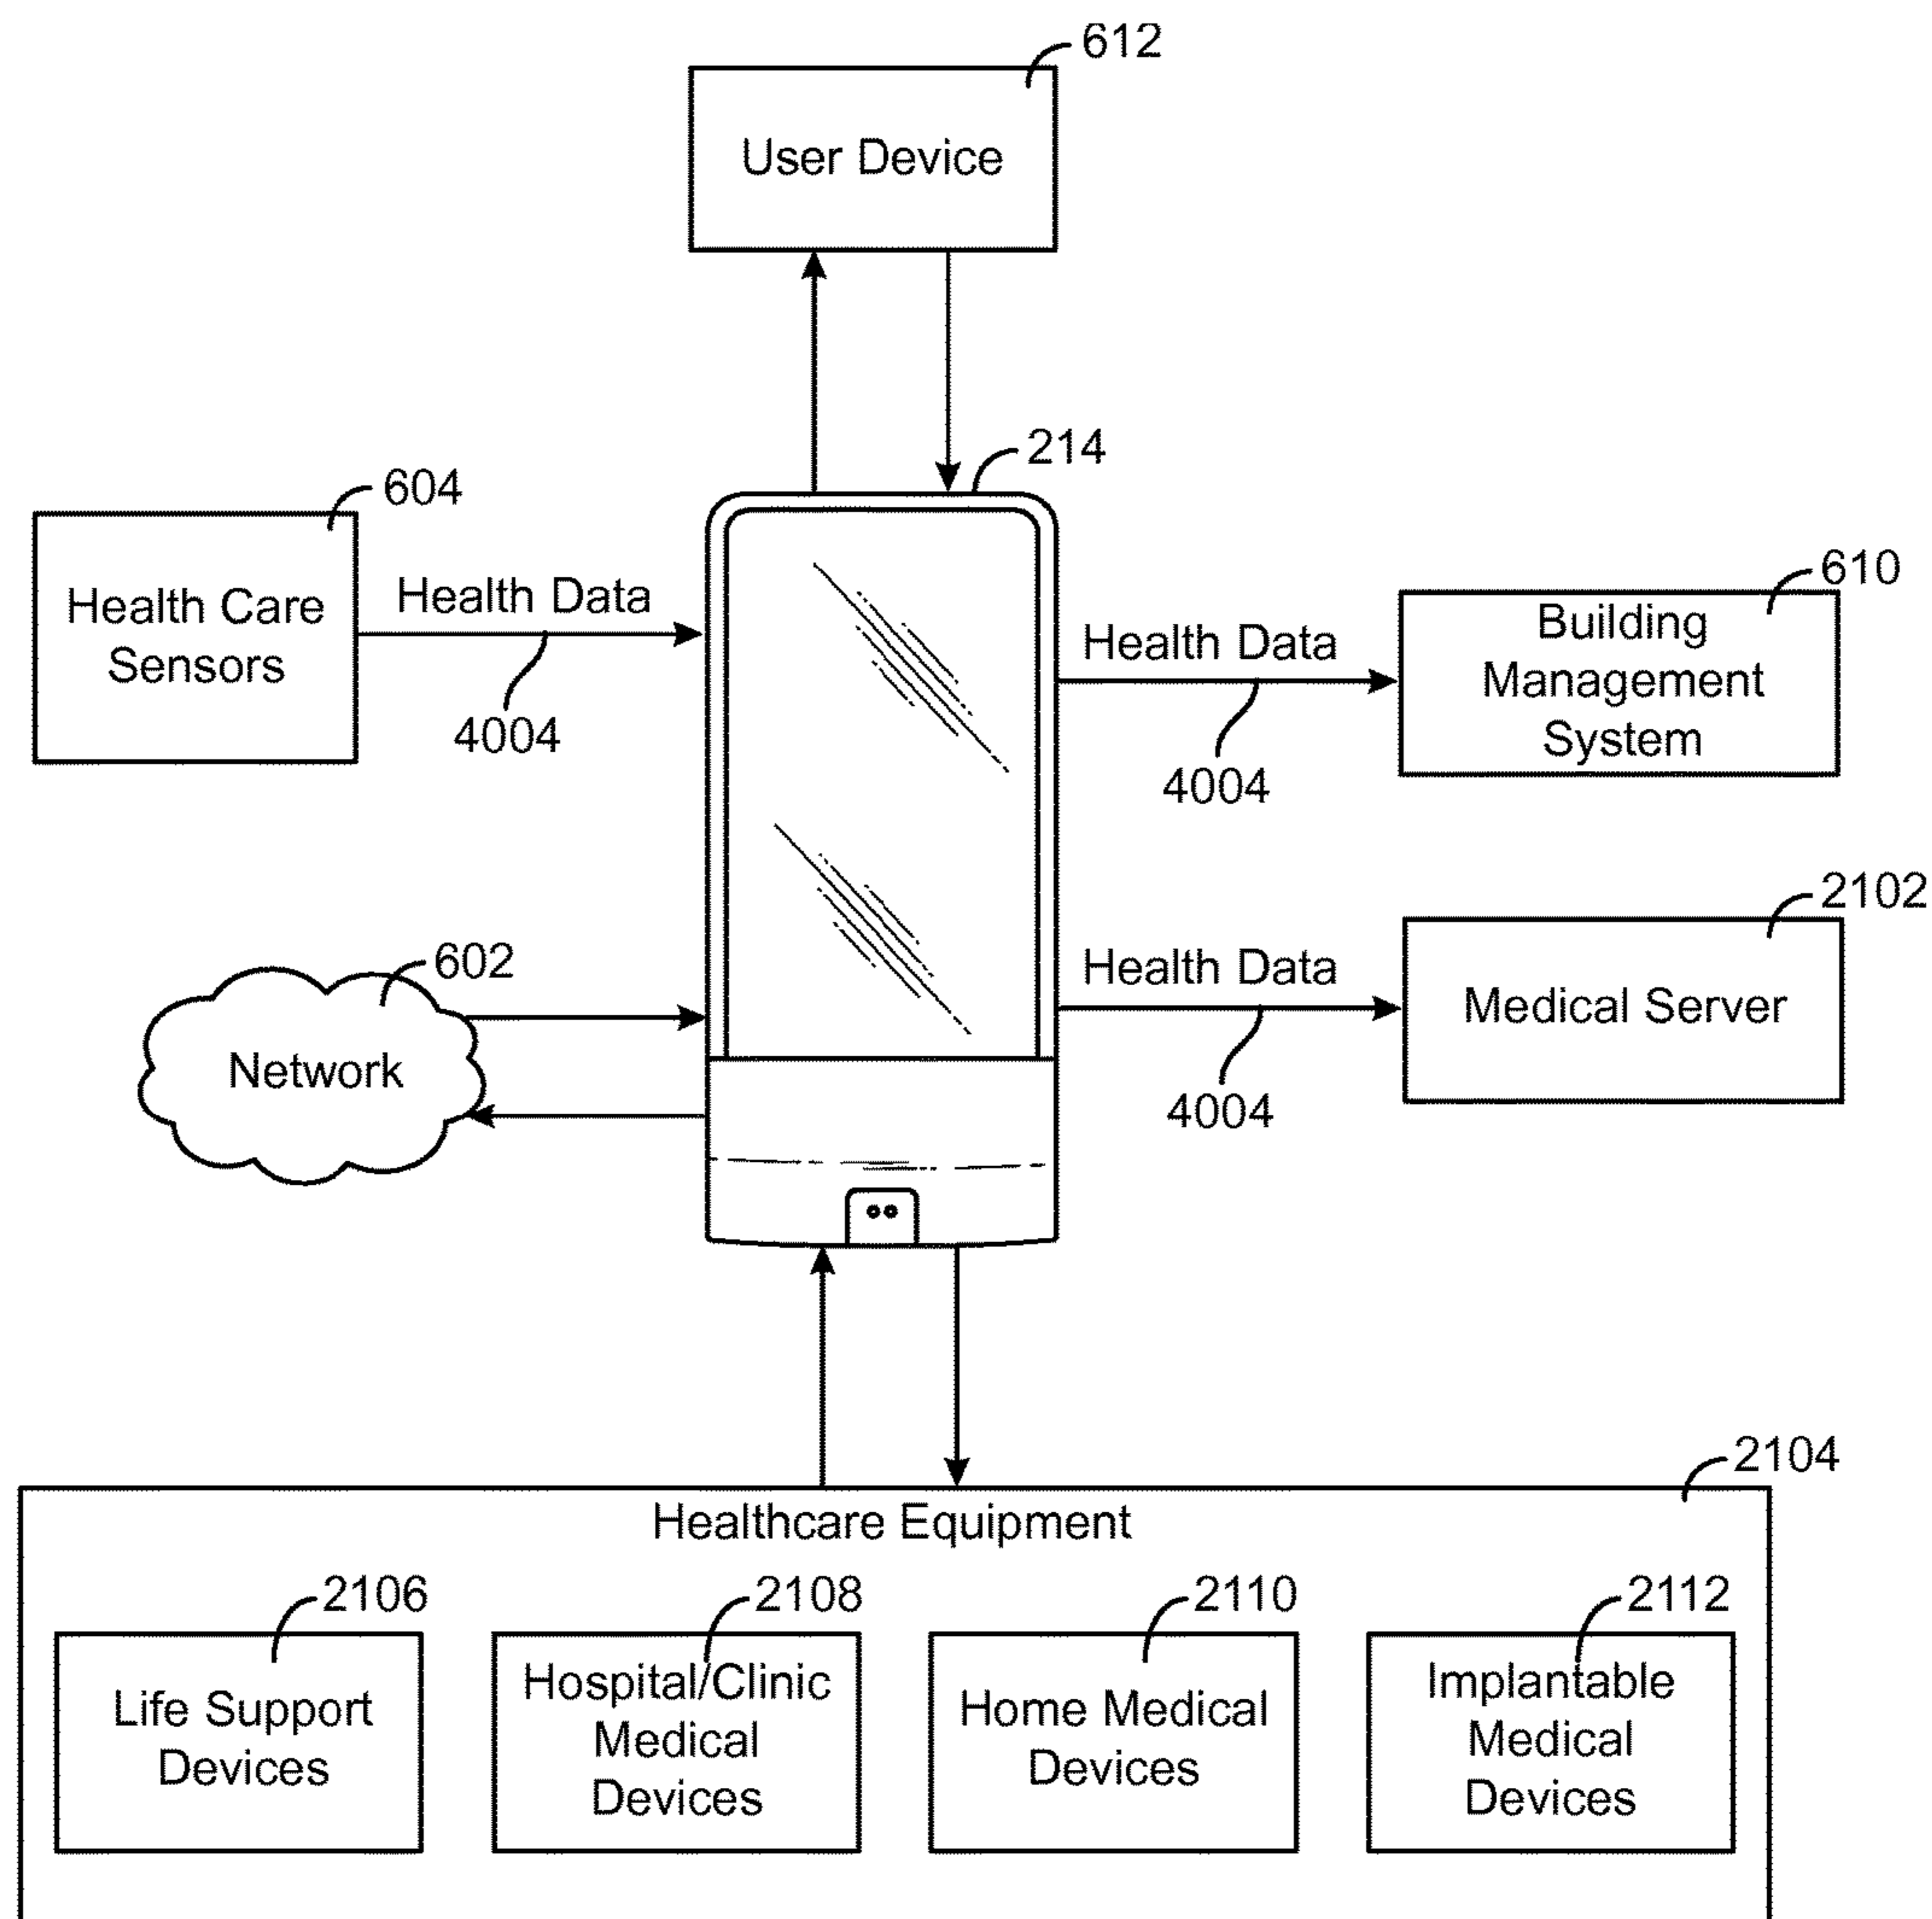 612
User Device
214
604
Health Care
Sensors
Health Data
4004
610
Building
Management
System
Health Data
4004
2102
Medical Server
Health Data
4004
602
Network
2104
Healthcare Equipment
2106
Life Support
Devices
2108
Hospital/Clinic
Medical
Devices
2110
Home Medical
Devices
2112
Implantable
Medical
Devices